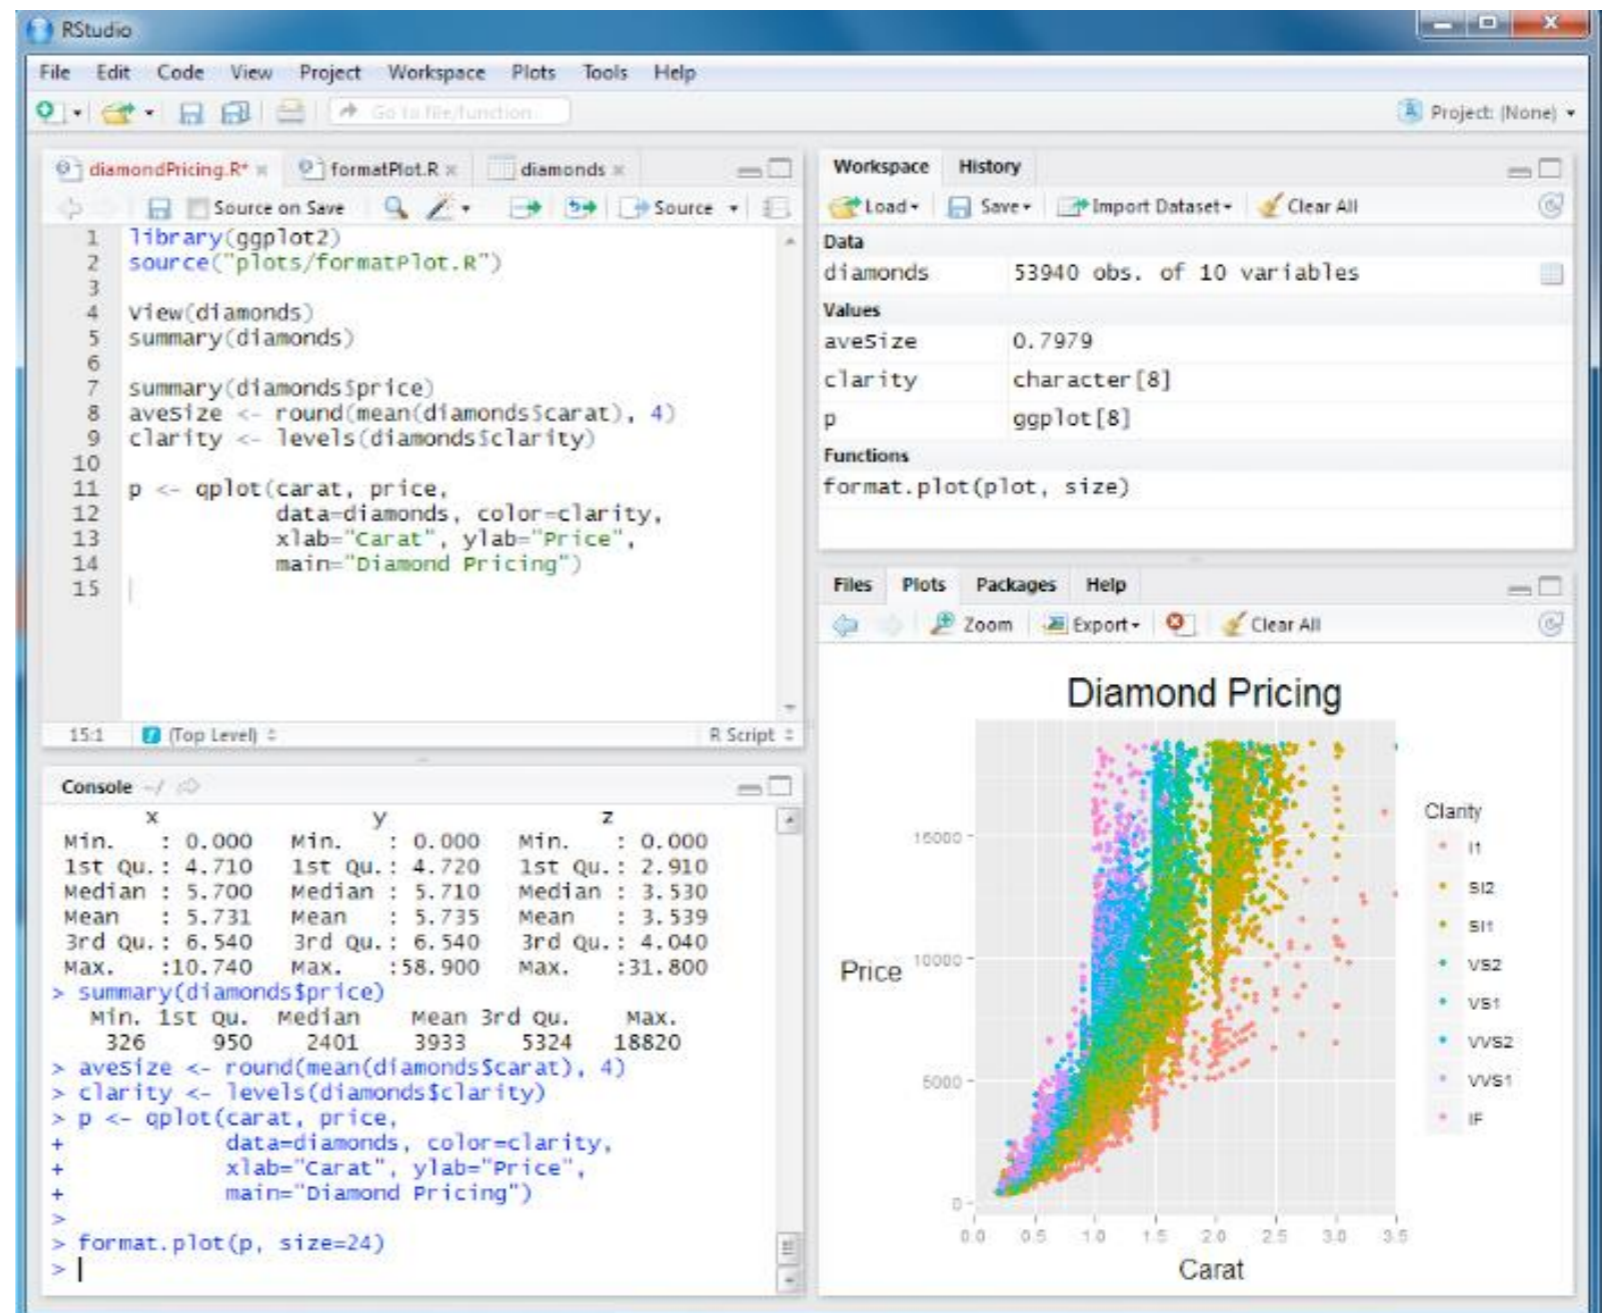 RStudio
File Edit Code View Project Workspace Plots Tools Help
Go to file/function
Project: (None)
diamondPricing.R* formatPlot.R diamonds
Source on Save Source
1 library(ggplot2)
2 source("plots/formatPlot.R")
3
4 View(diamonds)
5 summary(diamonds)
6
7 summary(diamonds$price)
8 aveSize <- round(mean(diamonds$carat), 4)
9 clarity <- levels(diamonds$clarity)
10
11 p <- qplot(carat, price,
12 data=diamonds, color=clarity,
13 xlab="Carat", ylab="Price",
14 main="Diamond Pricing")
15
15:1 (Top Level) R Script
Console ~/
x y z
Min. : 0.000 Min. : 0.000 Min. : 0.000
1st Qu.: 4.710 1st Qu.: 4.720 1st Qu.: 2.910
Median : 5.700 Median : 5.710 Median : 3.530
Mean : 5.731 Mean : 5.735 Mean : 3.539
3rd Qu.: 6.540 3rd Qu.: 6.540 3rd Qu.: 4.040
Max. :10.740 Max. :58.900 Max. :31.800
> summary(diamonds$price)
Min. 1st Qu. Median Mean 3rd Qu. Max.
326 950 2401 3933 5324 18820
> aveSize <- round(mean(diamonds$carat), 4)
> clarity <- levels(diamonds$clarity)
> p <- qplot(carat, price,
+ data=diamonds, color=clarity,
+ xlab="Carat", ylab="Price",
+ main="Diamond Pricing")
>
> format.plot(p, size=24)
>
Workspace History
Load Save Import Dataset Clear All
Data
diamonds 53940 obs. of 10 variables
Values
aveSize 0.7979
clarity character[8]
p ggplot[8]
Functions
format.plot(plot, size)
Files Plots Packages Help
Zoom Export Clear All
Diamond Pricing
Price
15000
10000
5000
0
0.0 0.5 1.0 1.5 2.0 2.5 3.0 3.5
Carat
Clarity
I1
SI2
SI1
VS2
VS1
VVS2
VVS1
IF